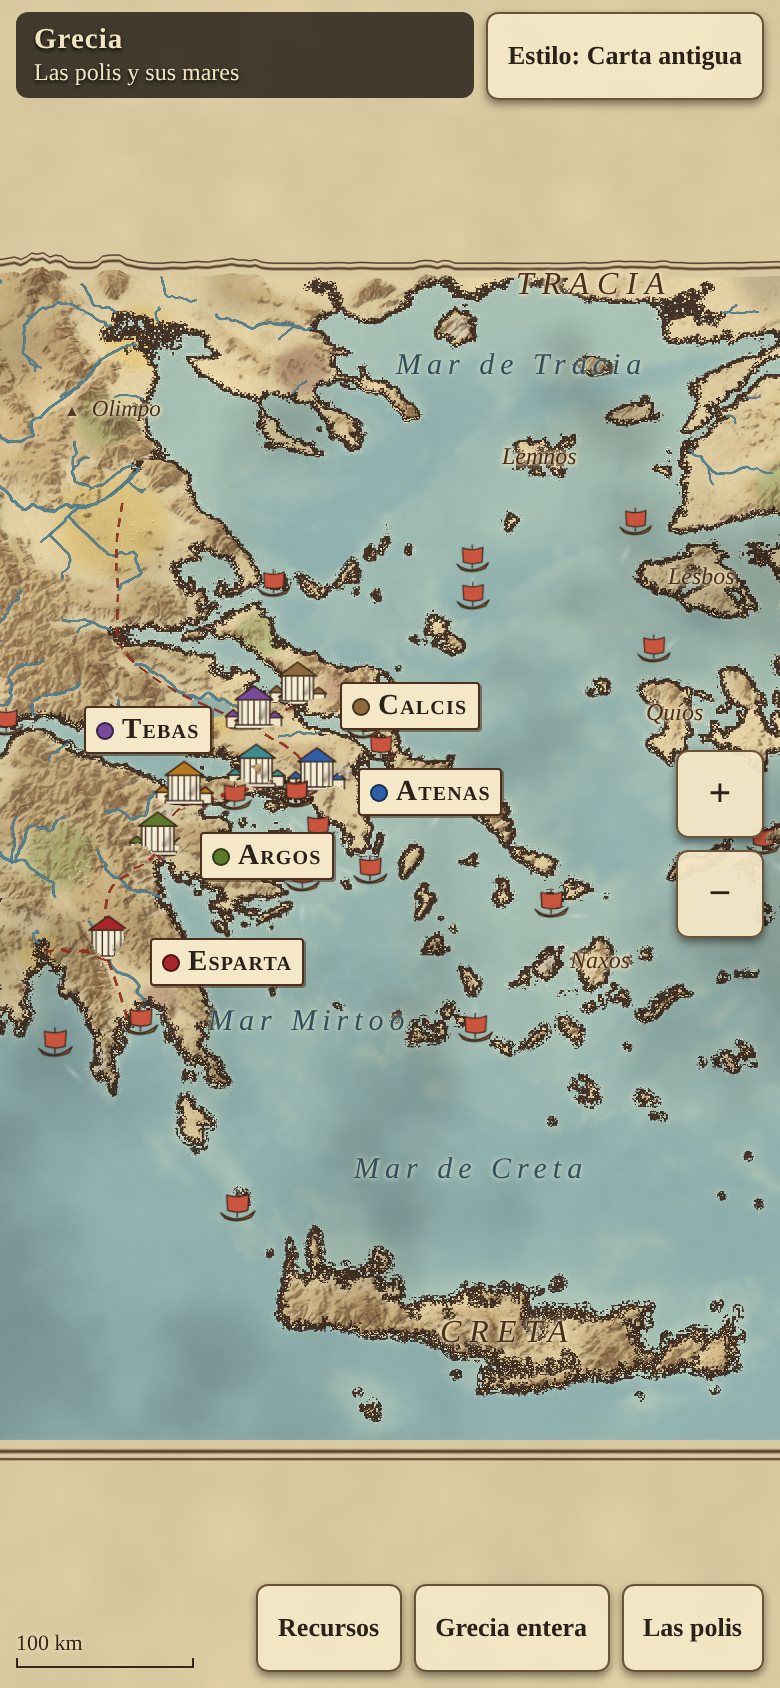 Grecia
Las polis y sus mares
Estilo: Carta antigua
TRACIA
Mar de Tracia
Olimpo
Lemnos
Lesbos
Quíos
Calcis
Tebas
Atenas
+
Argos
−
Esparta
Naxos
Mar Mirtoo
Mar de Creta
CRETA
100 km
Recursos
Grecia entera
Las polis